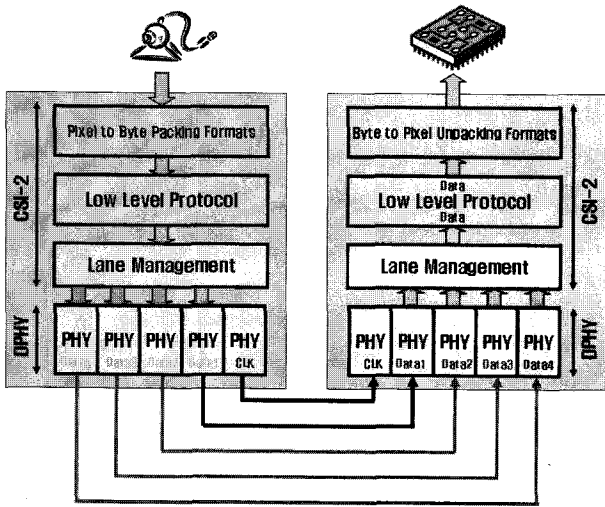 Pixel to Byte Packing Formats
Low Level Protocol
Lane Management
CSI-2
DPHY
PHY PHY PHY PHY PHY
CLK
Byte to Pixel Unpacking Formats
Data
Low Level Protocol
Data
Lane Management
CSI-2
DPHY
PHY PHY PHY PHY PHY
CLK Data1 Data2 Data3 Data4